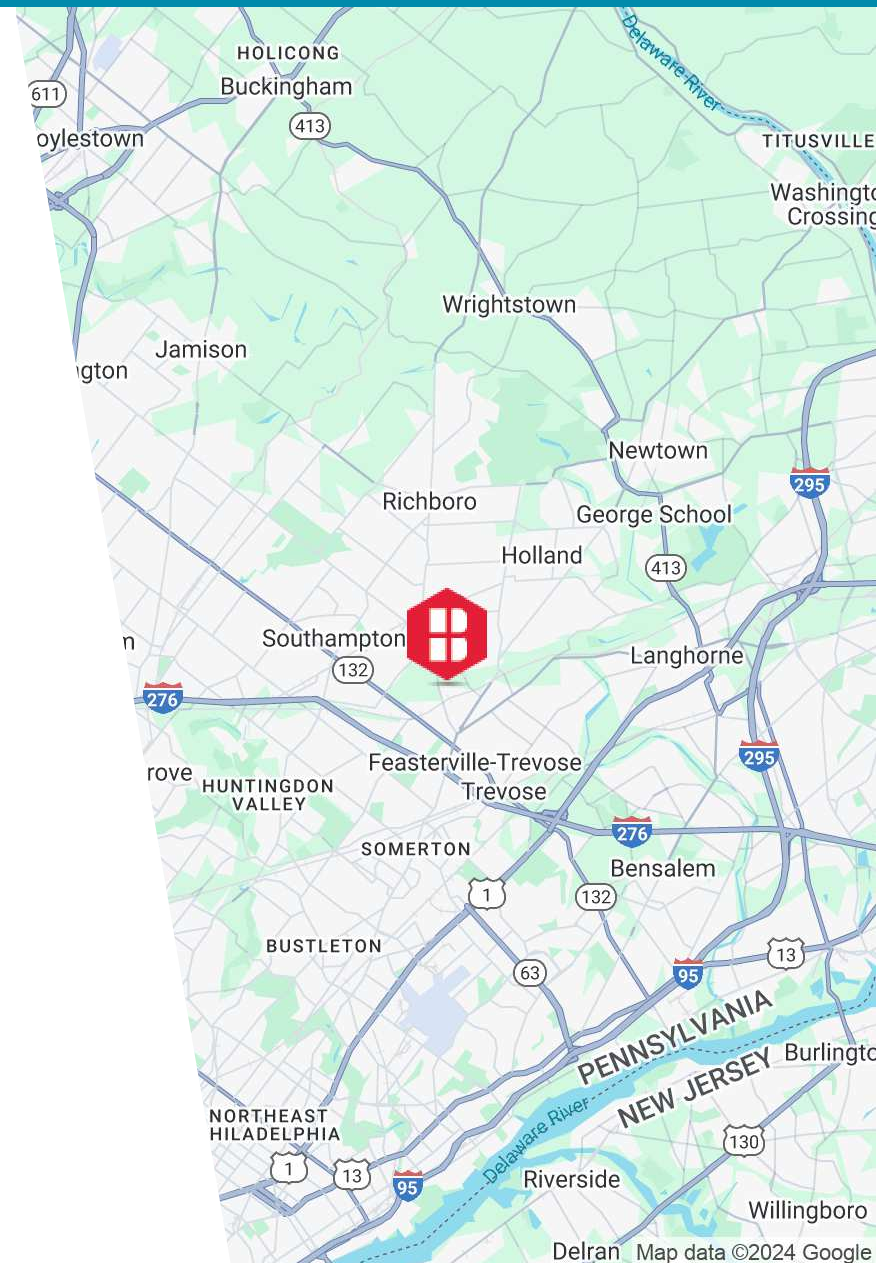 HOLICONG
Buckingham
611
413
oylestown
Delaware River
TITUSVILLE
Washingto
Crossing
Wrightstown
Jamison
gton
Newtown
295
Richboro
George School
Holland
413
Southampton
132
Langhorne
276
295
rove
HUNTINGDON
VALLEY
Feasterville-Trevose
Trevose
276
SOMERTON
Bensalem
1
132
BUSTLETON
63
95
13
PENNSYLVANIA
NEW JERSEY
Burlingto
Delaware River
NORTHEAST
HILADELPHIA
1
13
95
130
Riverside
Willingboro
Delran
Map data ©2024 Google